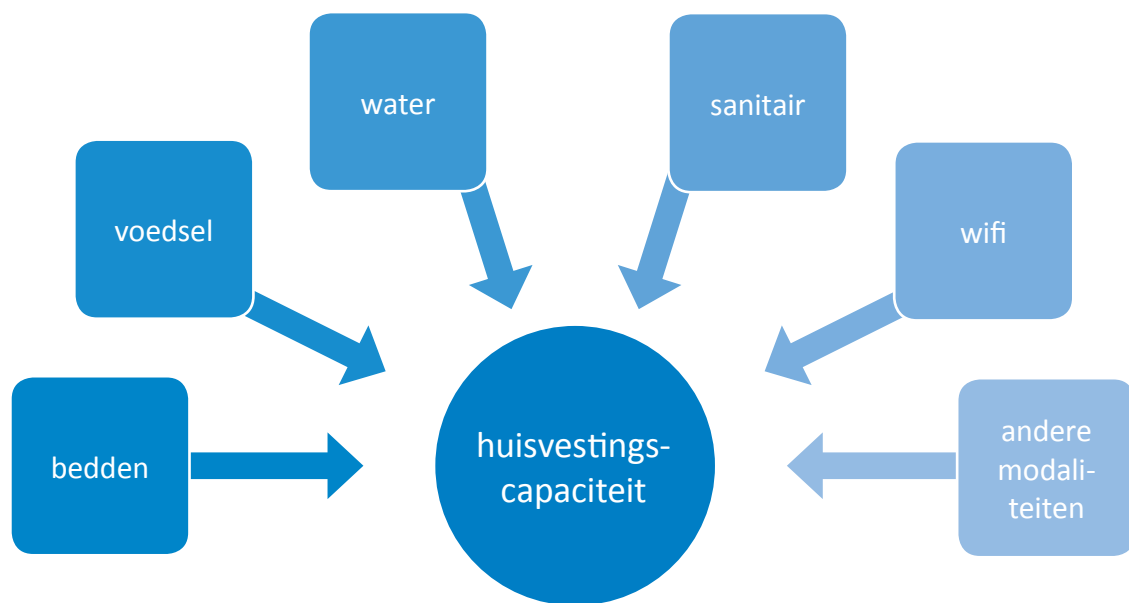 water
sanitair
voedsel
wifi
bedden
huisvestings-
capaciteit
andere
modali-
teiten